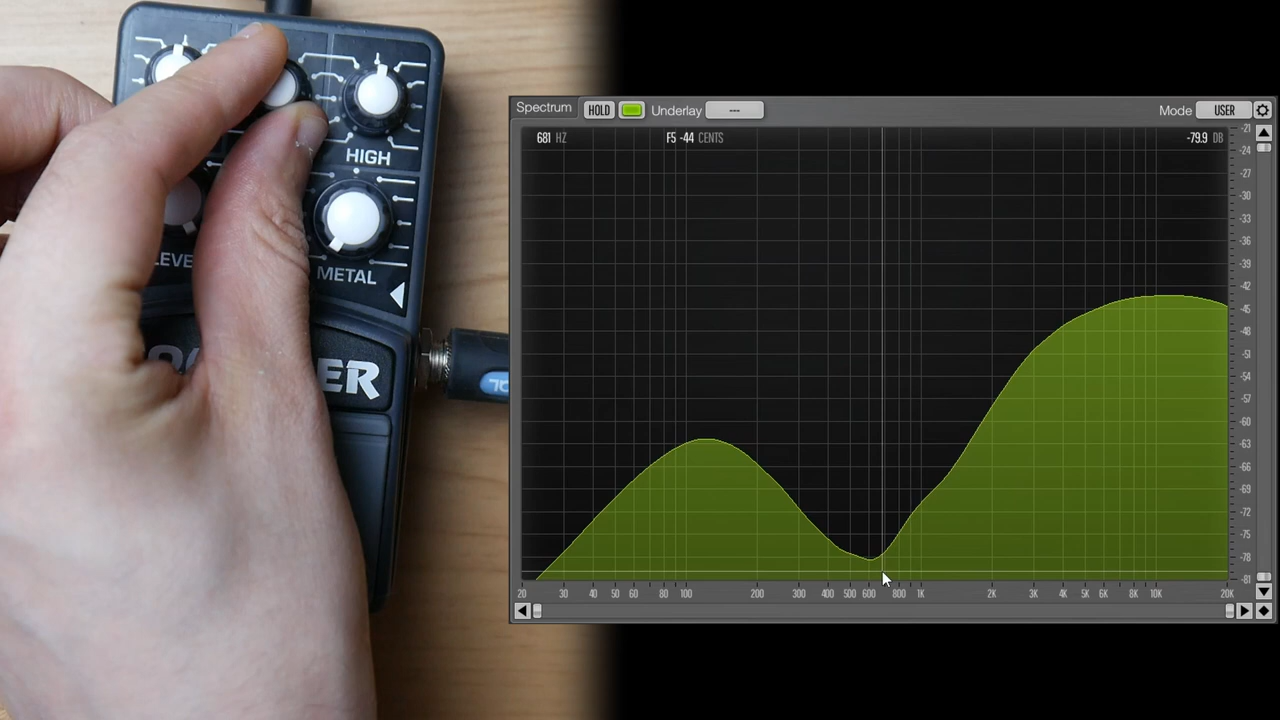 HIGH
METAL
ER
Spectrum
HOLD
Underlay
---
Mode
USER
681 HZ
F5 -44 CENTS
-79.9 DB
-21
-24
-27
-30
-33
-36
-39
-42
-45
-48
-51
-54
-57
-60
-63
-66
-69
-72
-75
-78
-81
20 30 40 50 60 80 100 200 300 400 500 600 800 1K 2K 3K 4K 5K 6K 8K 10K 20K